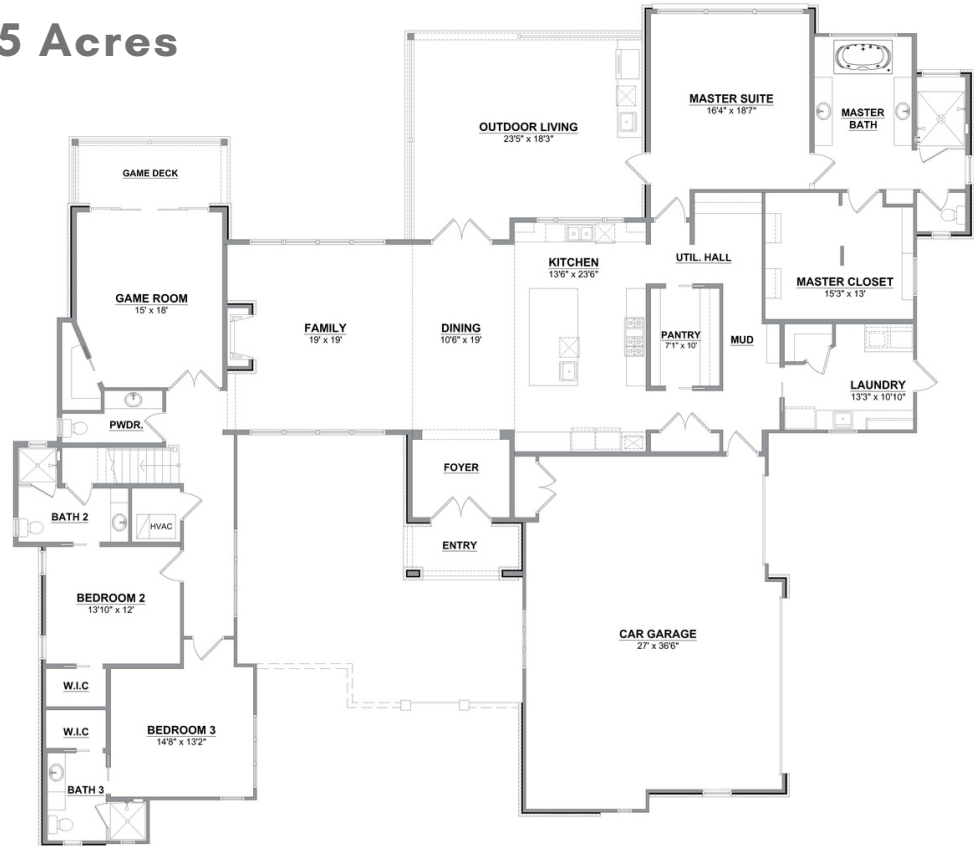 5 Acres
MASTER SUITE
16'4" x 18'7"
MASTER
BATH
OUTDOOR LIVING
23'5" x 18'3"
GAME DECK
KITCHEN
13'6" x 23'6"
UTIL. HALL
MASTER CLOSET
15'3" x 13'
GAME ROOM
15' x 18'
FAMILY
19' x 19'
DINING
10'6" x 19'
PANTRY
7'1" x 10'
MUD
LAUNDRY
13'3" x 10'10"
PWDR.
FOYER
BATH 2
HVAC
ENTRY
BEDROOM 2
13'10" x 12'
CAR GARAGE
27' x 36'6"
W.I.C
W.I.C
BEDROOM 3
14'8" x 13'2"
BATH 3